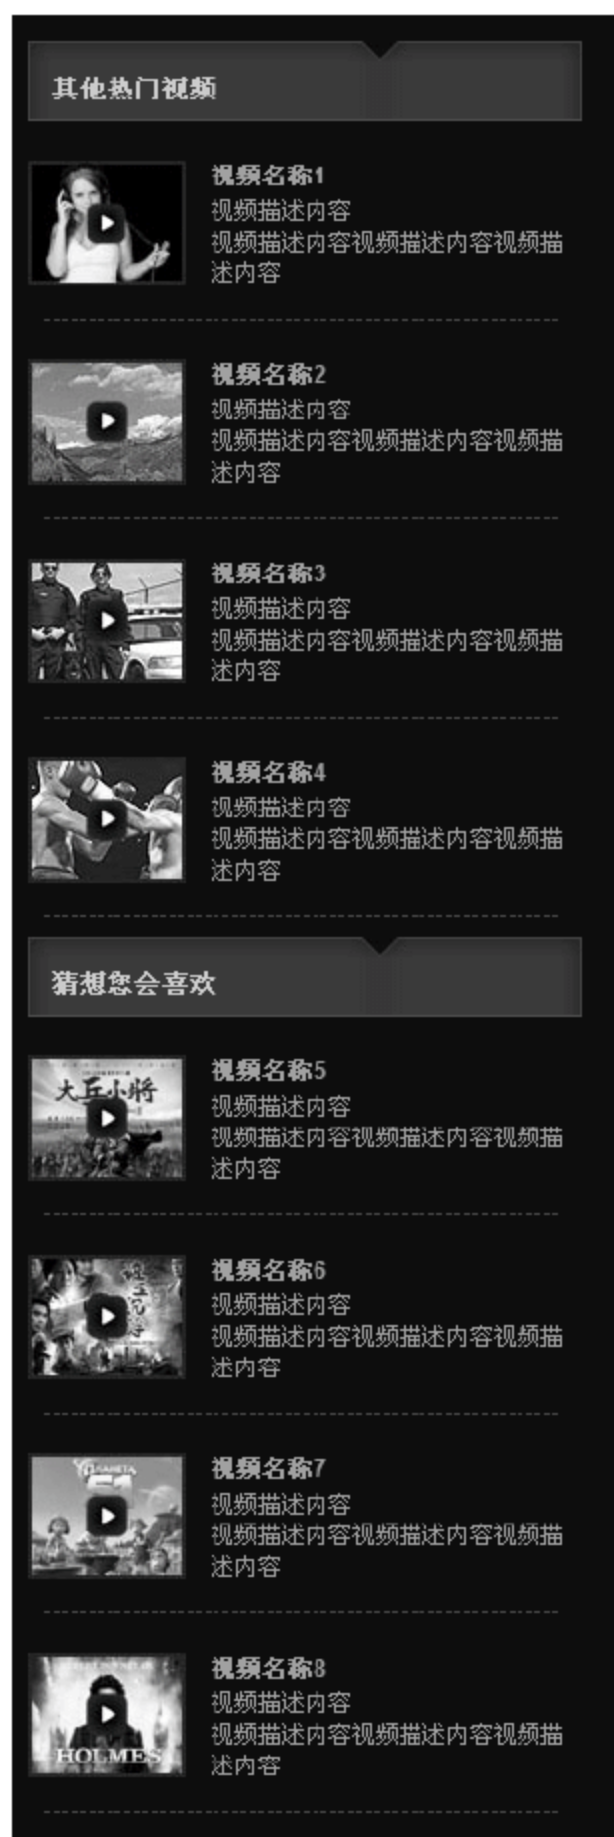 其他热门视频
视频名称1
视频描述内容
视频描述内容视频描述内容视频描
述内容
视频名称2
视频描述内容
视频描述内容视频描述内容视频描
述内容
视频名称3
视频描述内容
视频描述内容视频描述内容视频描
述内容
视频名称4
视频描述内容
视频描述内容视频描述内容视频描
述内容
猜想您会喜欢
大兵小将
视频名称5
视频描述内容
视频描述内容视频描述内容视频描
述内容
视频名称6
视频描述内容
视频描述内容视频描述内容视频描
述内容
视频名称7
视频描述内容
视频描述内容视频描述内容视频描
述内容
HOLMES
视频名称8
视频描述内容
视频描述内容视频描述内容视频描
述内容